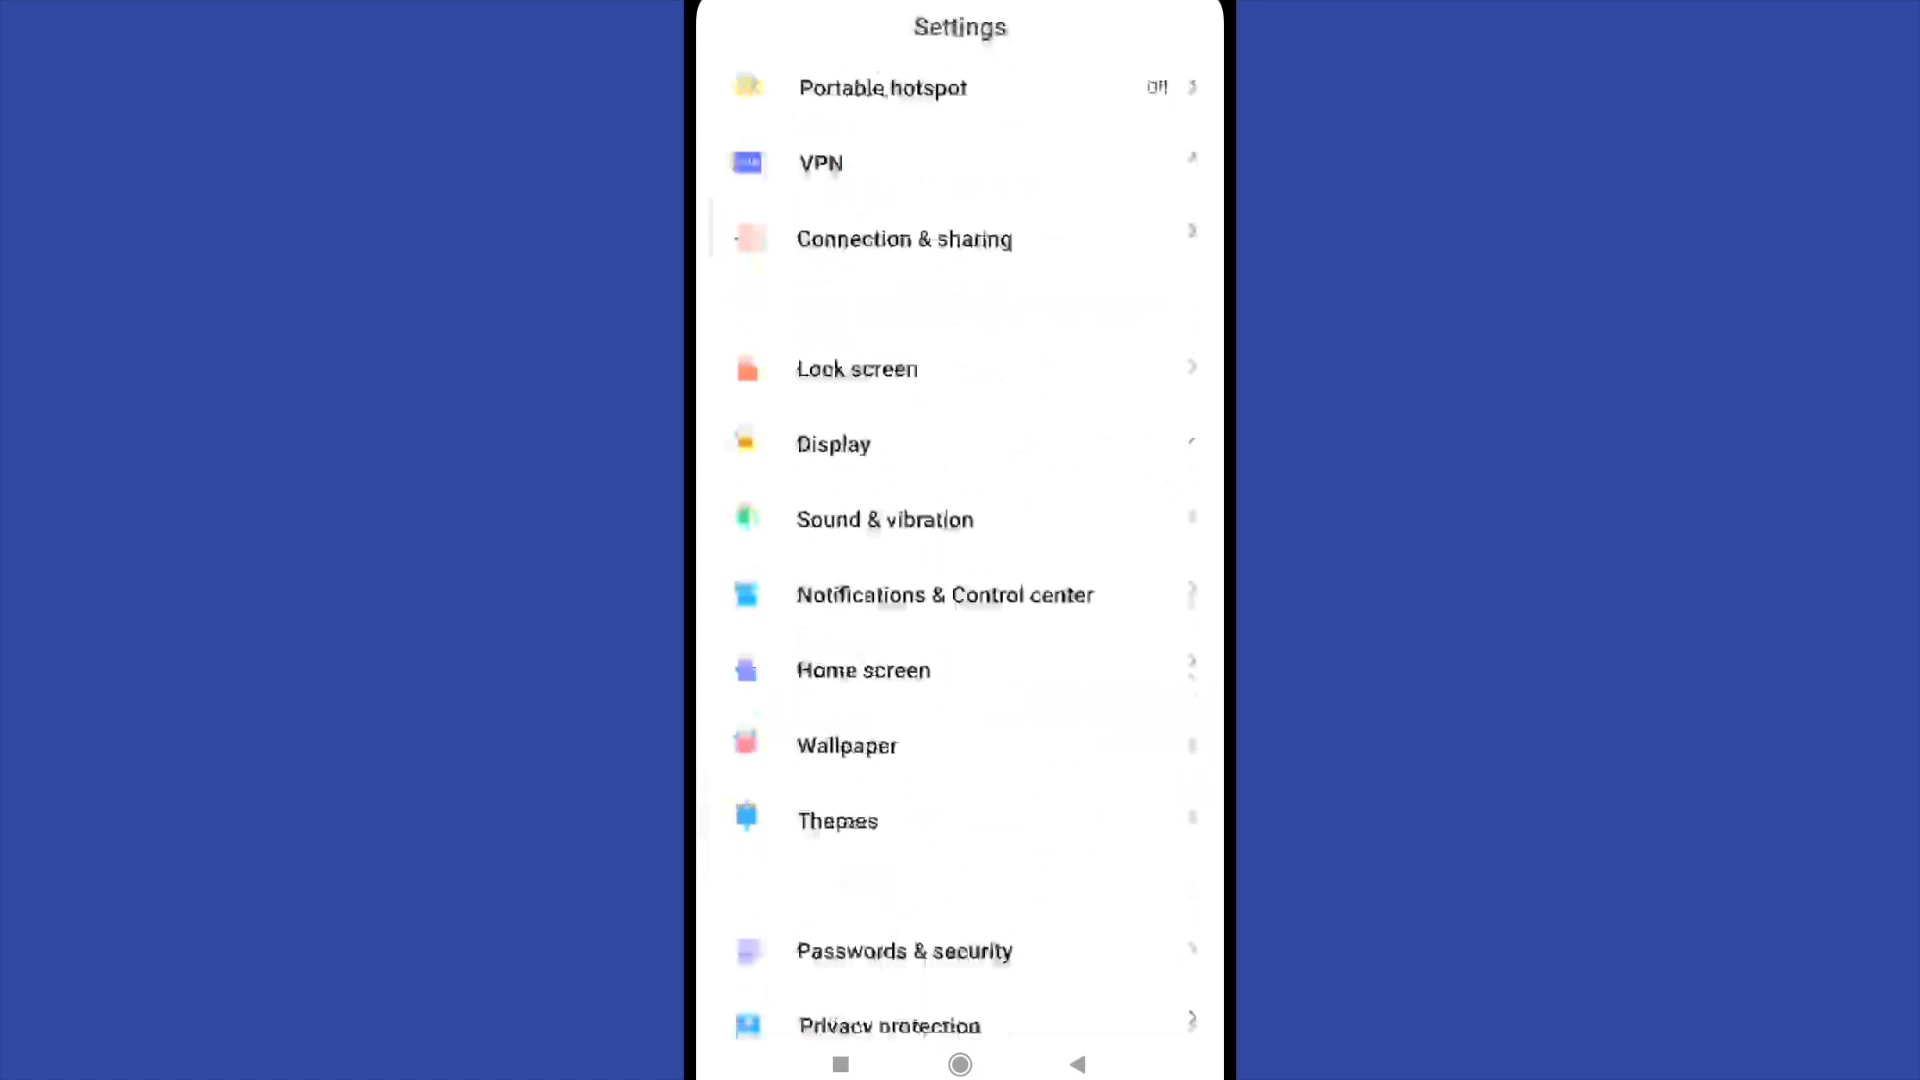 Settings
Portable hotspot
Off
VPN
Connection & sharing
Lock screen
Display
Sound & vibration
Notifications & Control center
Home screen
Wallpaper
Themes
Passwords & security
Privacy protection